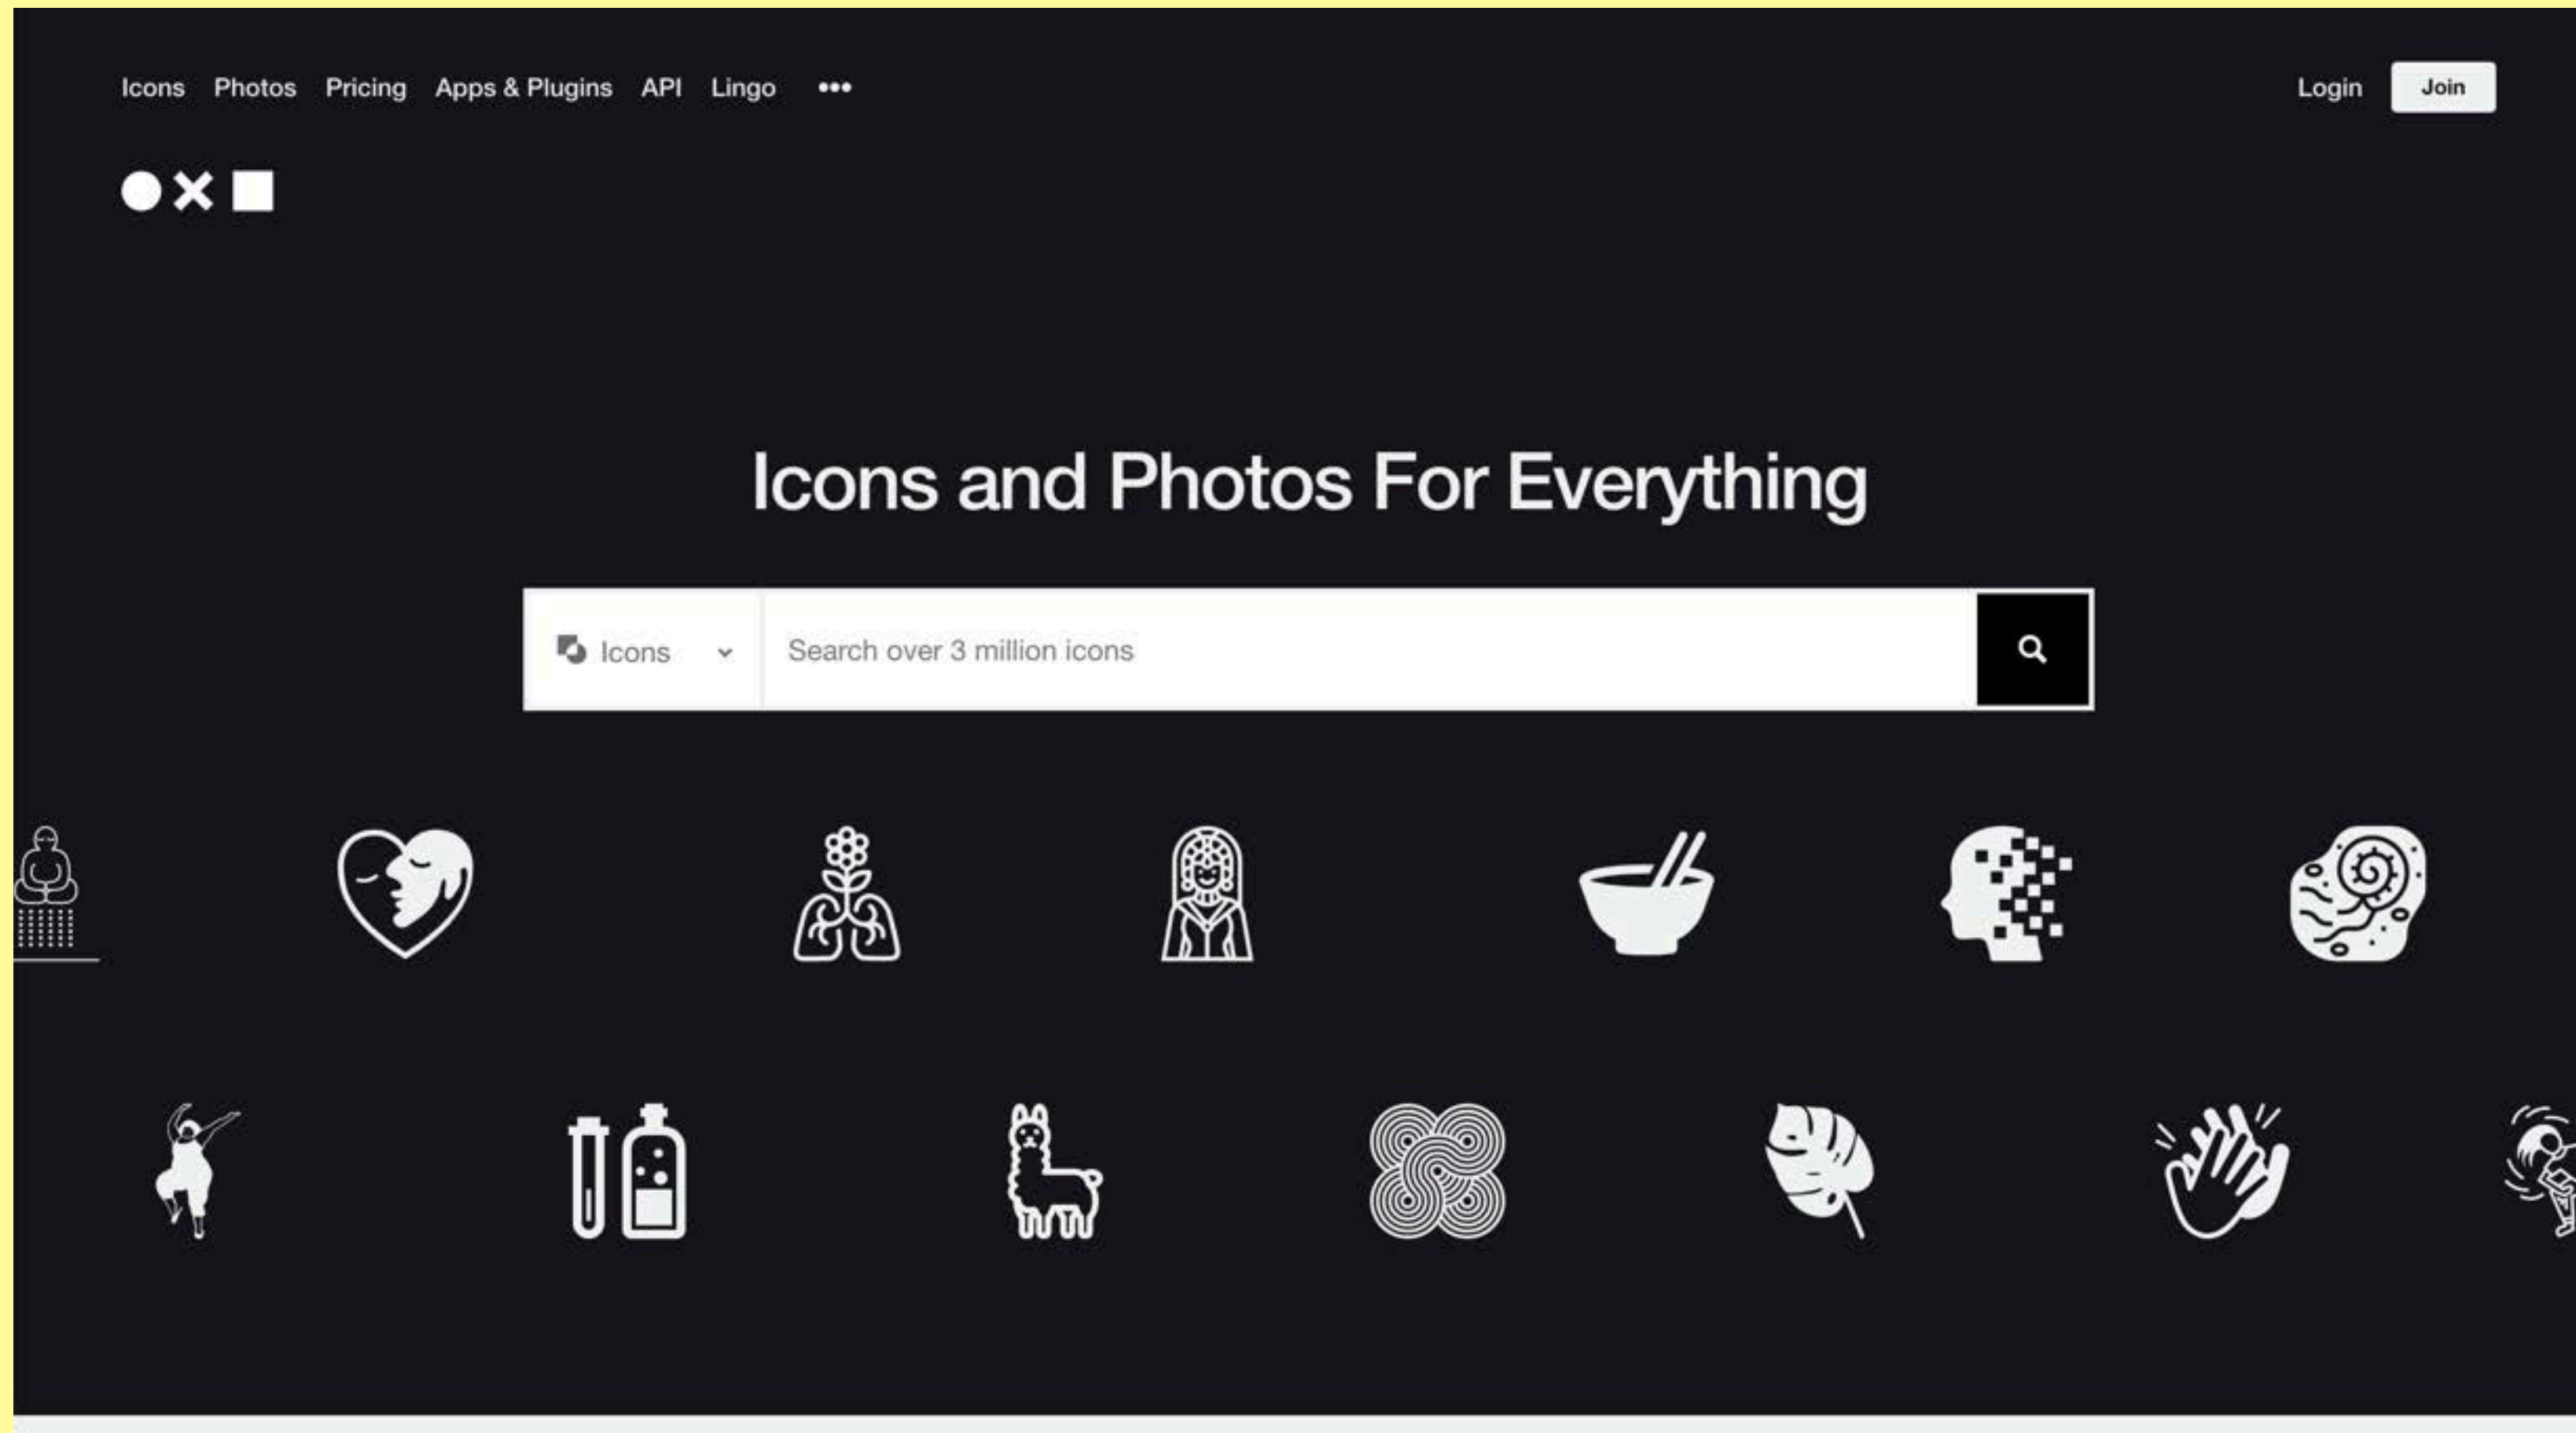 Icons Photos Pricing Apps & Plugins API Lingo ••• Login Join
Icons and Photos For Everything
Icons Search over 3 million icons